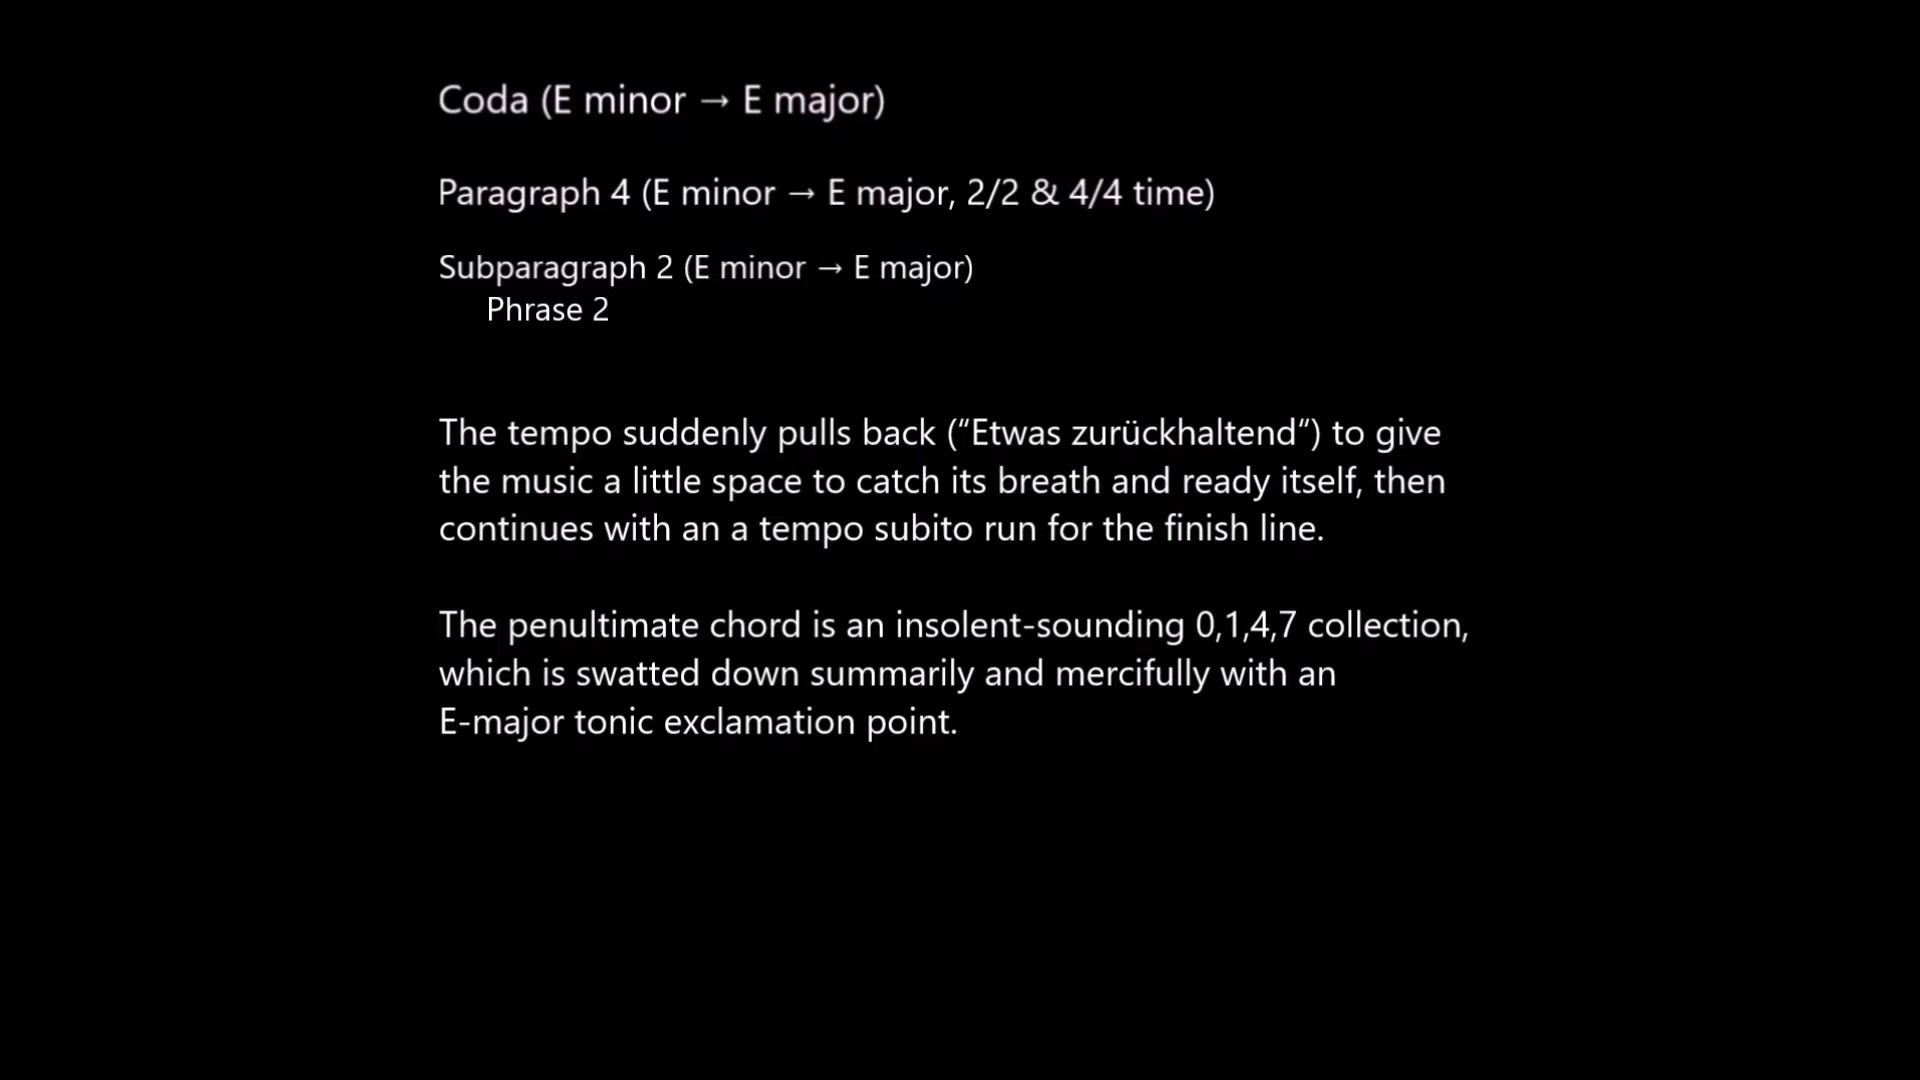 Coda (E minor → E major)
Paragraph 4 (E minor → E major, 2/2 & 4/4 time)
Subparagraph 2 (E minor → E major)
Phrase 2
The tempo suddenly pulls back (“Etwas zurückhaltend”) to give
the music a little space to catch its breath and ready itself, then
continues with an a tempo subito run for the finish line.
The penultimate chord is an insolent-sounding 0,1,4,7 collection,
which is swatted down summarily and mercifully with an
E-major tonic exclamation point.